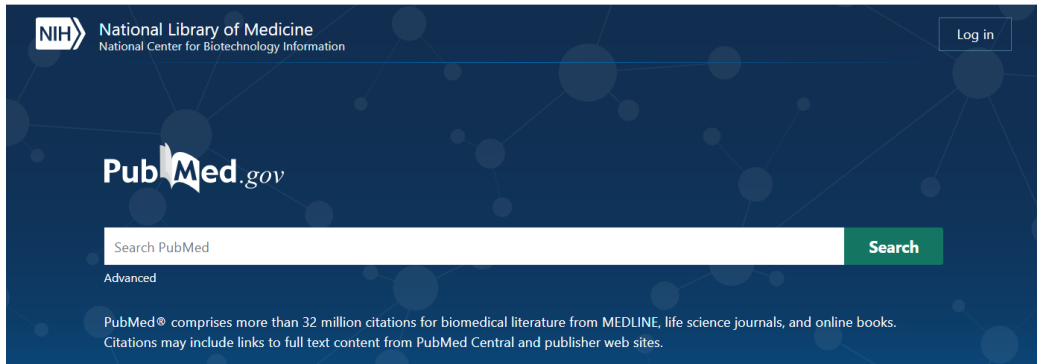 NIH
National Library of Medicine
National Center for Biotechnology Information
Log in
PubMed.gov
Search PubMed
Search
Advanced
PubMed® comprises more than 32 million citations for biomedical literature from MEDLINE, life science journals, and online books.
Citations may include links to full text content from PubMed Central and publisher web sites.